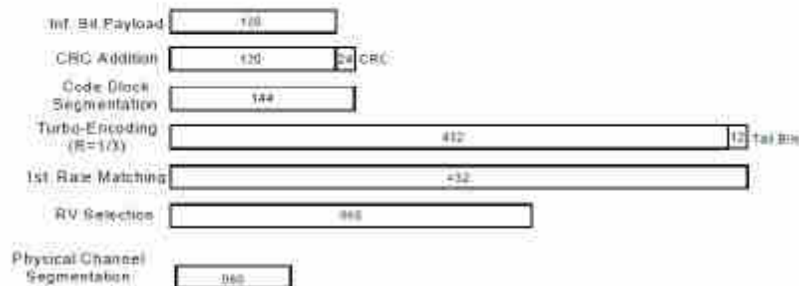 Inf. Bit Payload 120
CRC Addition 120 24 CRC
Code Block
Segmentation 144
Turbo-Encoding
(R=1/3) 432 12 Tail Bits
1st Rate Matching 432
RV Selection 960
Physical Channel
Segmentation 960